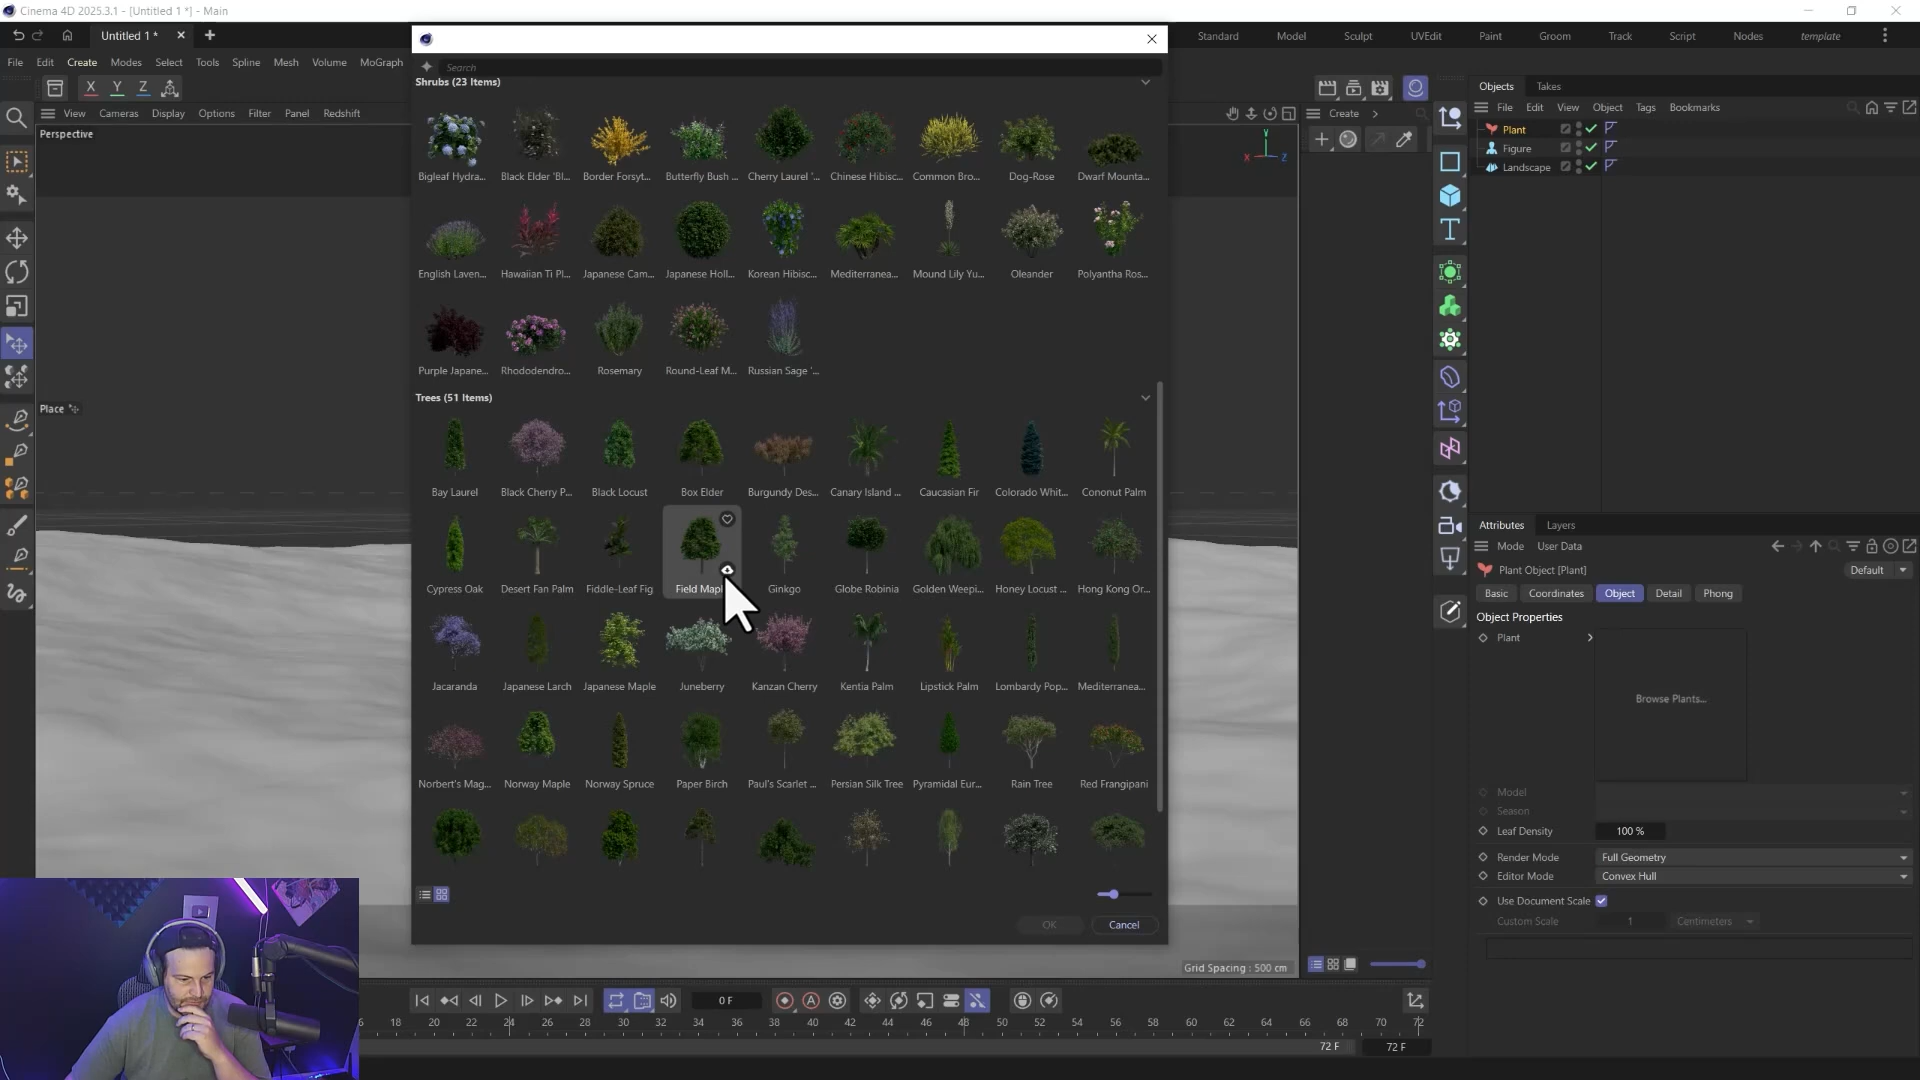 Cinema 4D 2025.3.1 - [Untitled 1 *] - Main
Untitled 1 *
Standard
Model
Sculpt
UVEdit
Paint
Groom
Track
Script
Nodes
template
File
Edit
Create
Modes
Select
Tools
Spline
Mesh
Volume
MoGraph
X
Y
Z
View
Cameras
Display
Options
Filter
Panel
Redshift
Perspective
Place
Search
Shrubs (23 Items)
Bigleaf Hydra...
Black Elder 'Bl...
Border Forsyt...
Butterfly Bush ...
Cherry Laurel '...
Chinese Hibisc...
Common Bro...
Dog-Rose
Dwarf Mounta...
English Laven...
Hawaiian Ti Pl...
Japanese Cam...
Japanese Holl...
Korean Hibisc...
Mediterranea...
Mound Lily Yu...
Oleander
Polyantha Ros...
Purple Japane...
Rhododendro...
Rosemary
Round-Leaf M...
Russian Sage '...
Trees (51 Items)
Bay Laurel
Black Cherry P...
Black Locust
Box Elder
Burgundy Des...
Canary Island ...
Caucasian Fir
Colorado Whit...
Cononut Palm
Cypress Oak
Desert Fan Palm
Fiddle-Leaf Fig
Field Mapl
Ginkgo
Globe Robinia
Golden Weepi...
Honey Locust ...
Hong Kong Or...
Jacaranda
Japanese Larch
Japanese Maple
Juneberry
Kanzan Cherry
Kentia Palm
Lipstick Palm
Lombardy Pop...
Mediterranea...
Norbert's Mag...
Norway Maple
Norway Spruce
Paper Birch
Paul's Scarlet ...
Persian Silk Tree
Pyramidal Eur...
Rain Tree
Red Frangipani
OK
Cancel
Y
X
Z
Create
Grid Spacing : 500 cm
Objects
Takes
File
Edit
View
Object
Tags
Bookmarks
Plant
Figure
Landscape
Attributes
Layers
Mode
User Data
Plant Object [Plant]
Default
Basic
Coordinates
Object
Detail
Phong
Object Properties
Plant
Browse Plants...
Model
Season
Leaf Density
100 %
Render Mode
Full Geometry
Editor Mode
Convex Hull
Use Document Scale
Custom Scale
1
Centimeters
0 F
A
6 18 20 22 24 26 28 30 32 34 36 38 40 42 44 46 48 50 52 54 56 58 60 62 64 66 68 70 72
72 F
72 F